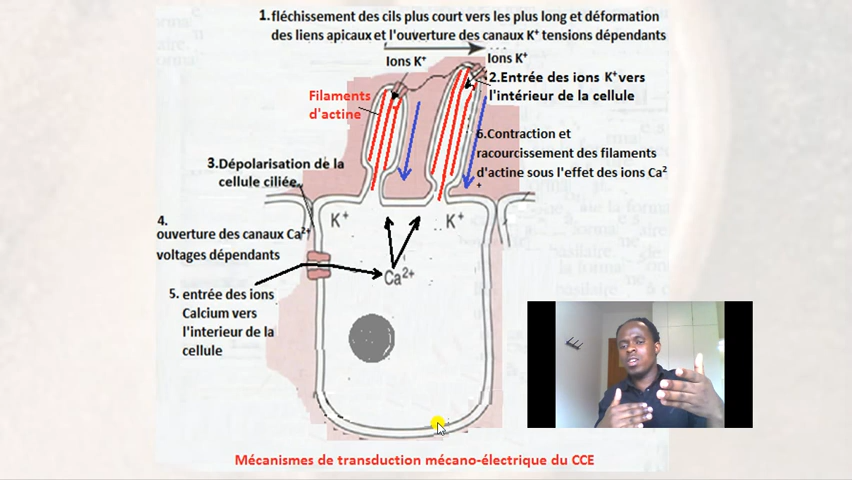 1.fléchissement des cils plus court vers les plus long et déformation
des liens apicaux et l'ouverture des canaux K+ tensions dépendants
Ions K+
Ions K+
2.Entrée des ions K+vers
l'intérieur de la cellule
Filaments
d'actine
6.Contraction et
racourcissement des filaments
d'actine sous l'effet des ions Ca2
+
3.Dépolarisation de la
cellule ciliée.
K+
K+
4.
ouverture des canaux Ca2+
voltages dépendants
Ca2+
5. entrée des ions
Calcium vers
l'interieur de la
cellule
Mécanismes de transduction mécano-électrique du CCE